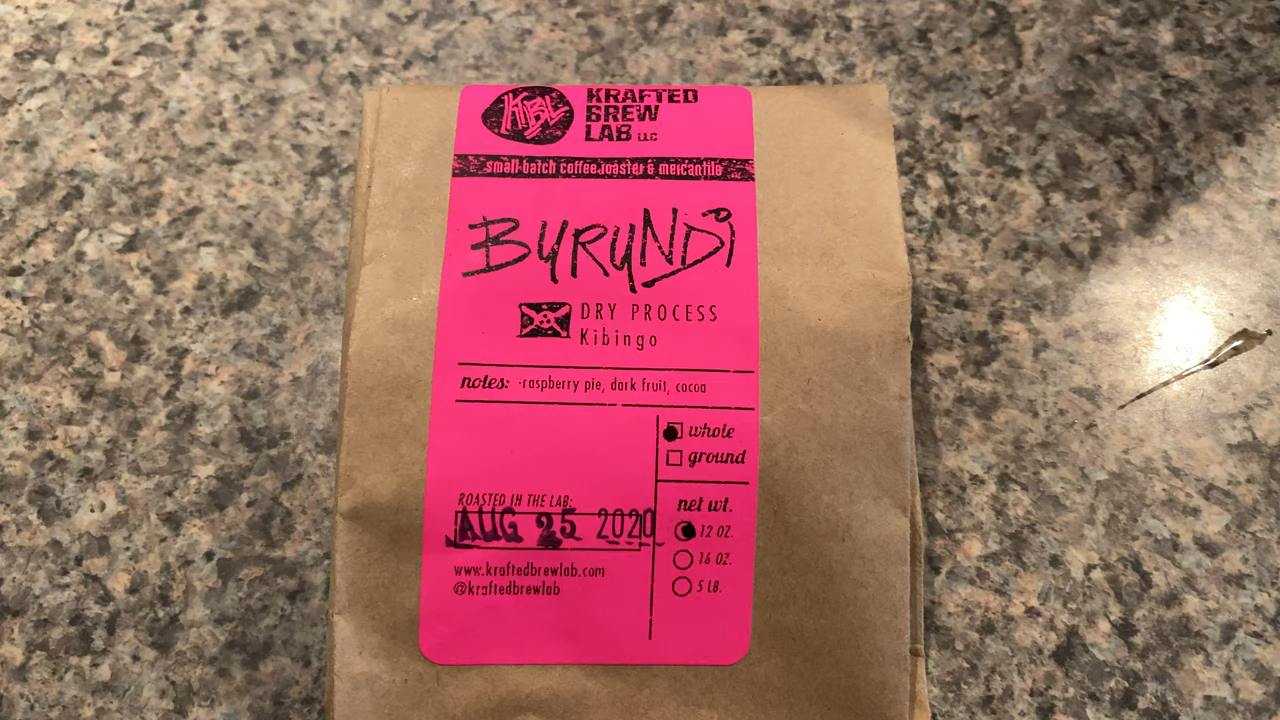 KBL
KRAFTED
BREW
LAB LLC
small-batch coffee roaster & mercantile
BURUNDi
DRY PROCESS
Kibingo
notes: -raspberry pie, dark fruit, cocoa
whole
ground
net wt.
12 OZ.
16 OZ.
5 LB.
ROASTED IN THE LAB:
AUG 25 2020
www.kraftedbrewlab.com
@kraftedbrewlab